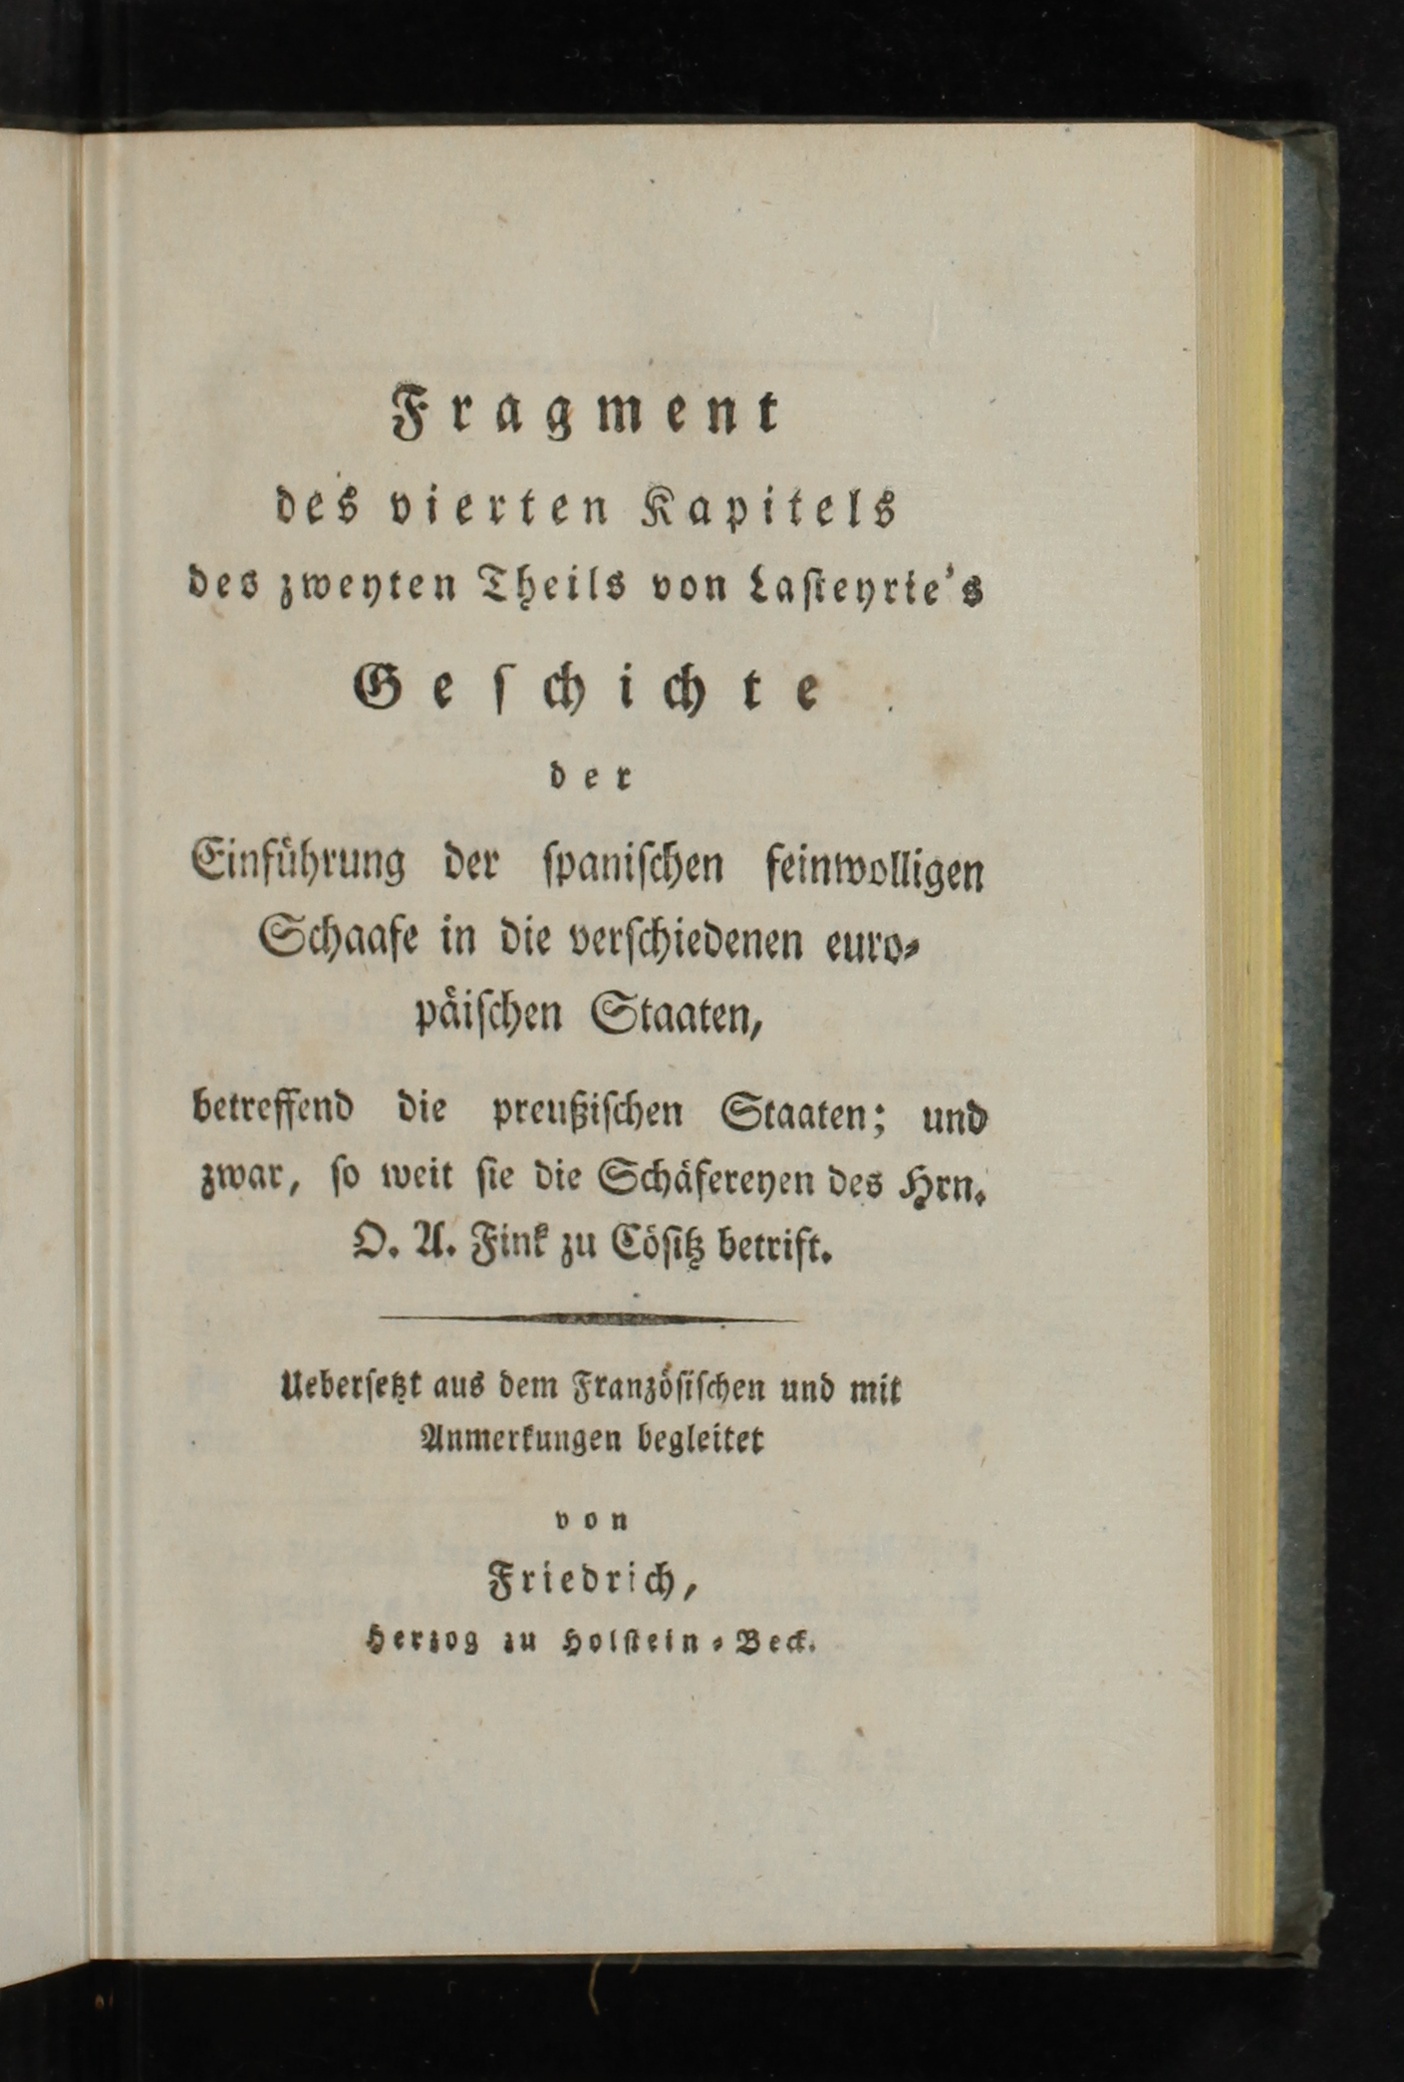 Fragment
des vierten Kapitels
des zweyten Theils von Lasteyrie's
Geschichte
der
Einführung der spanischen feinwolligen
Schaafe in die verschiedenen euro-
päischen Staaten,
betreffend die preußischen Staaten; und
zwar, so weit sie die Schäfereyen des Hrn.
O. A. Fink zu Cösitz betrift.
Uebersetzt aus dem Französischen und mit
Anmerkungen begleitet
von
Friedrich,
Herzog zu Holstein-Beck.